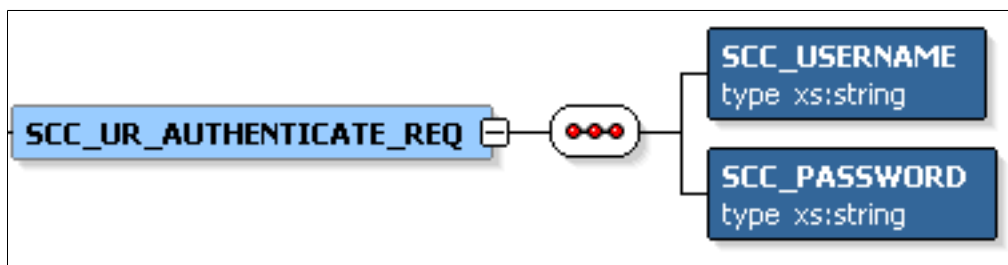 SCC_USERNAME
type xs:string
SCC_UR_AUTHENTICATE_REQ
SCC_PASSWORD
type xs:string